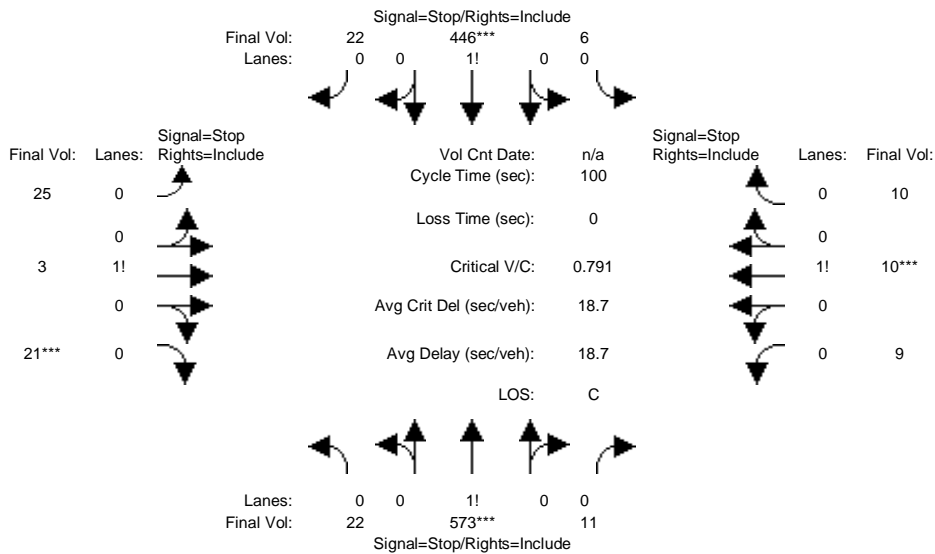 Signal=Stop/Rights=Include
Final Vol: 22 446*** 6
Lanes: 0 0 1! 0 0
Signal=Stop Signal=Stop
Final Vol: Lanes: Rights=Include Vol Cnt Date: n/a Rights=Include Lanes: Final Vol:
Cycle Time (sec): 100
25 0 0 10
Loss Time (sec): 0
0 0
3 1! Critical V/C: 0.791 1! 10***
0 Avg Crit Del (sec/veh): 18.7 0
21*** 0 Avg Delay (sec/veh): 18.7 0 9
LOS: C
Lanes: 0 0 1! 0 0
Final Vol: 22 573*** 11
Signal=Stop/Rights=Include